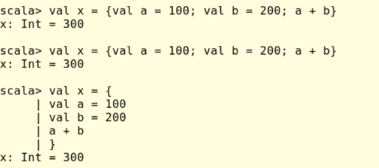 scala> val x = {val a = 100; val b = 200; a + b}
x: Int = 300
scala> val x = {val a = 100; val b = 200; a + b}
x: Int = 300
scala> val x = {
| val a = 100
| val b = 200
| a + b
| }
x: Int = 300